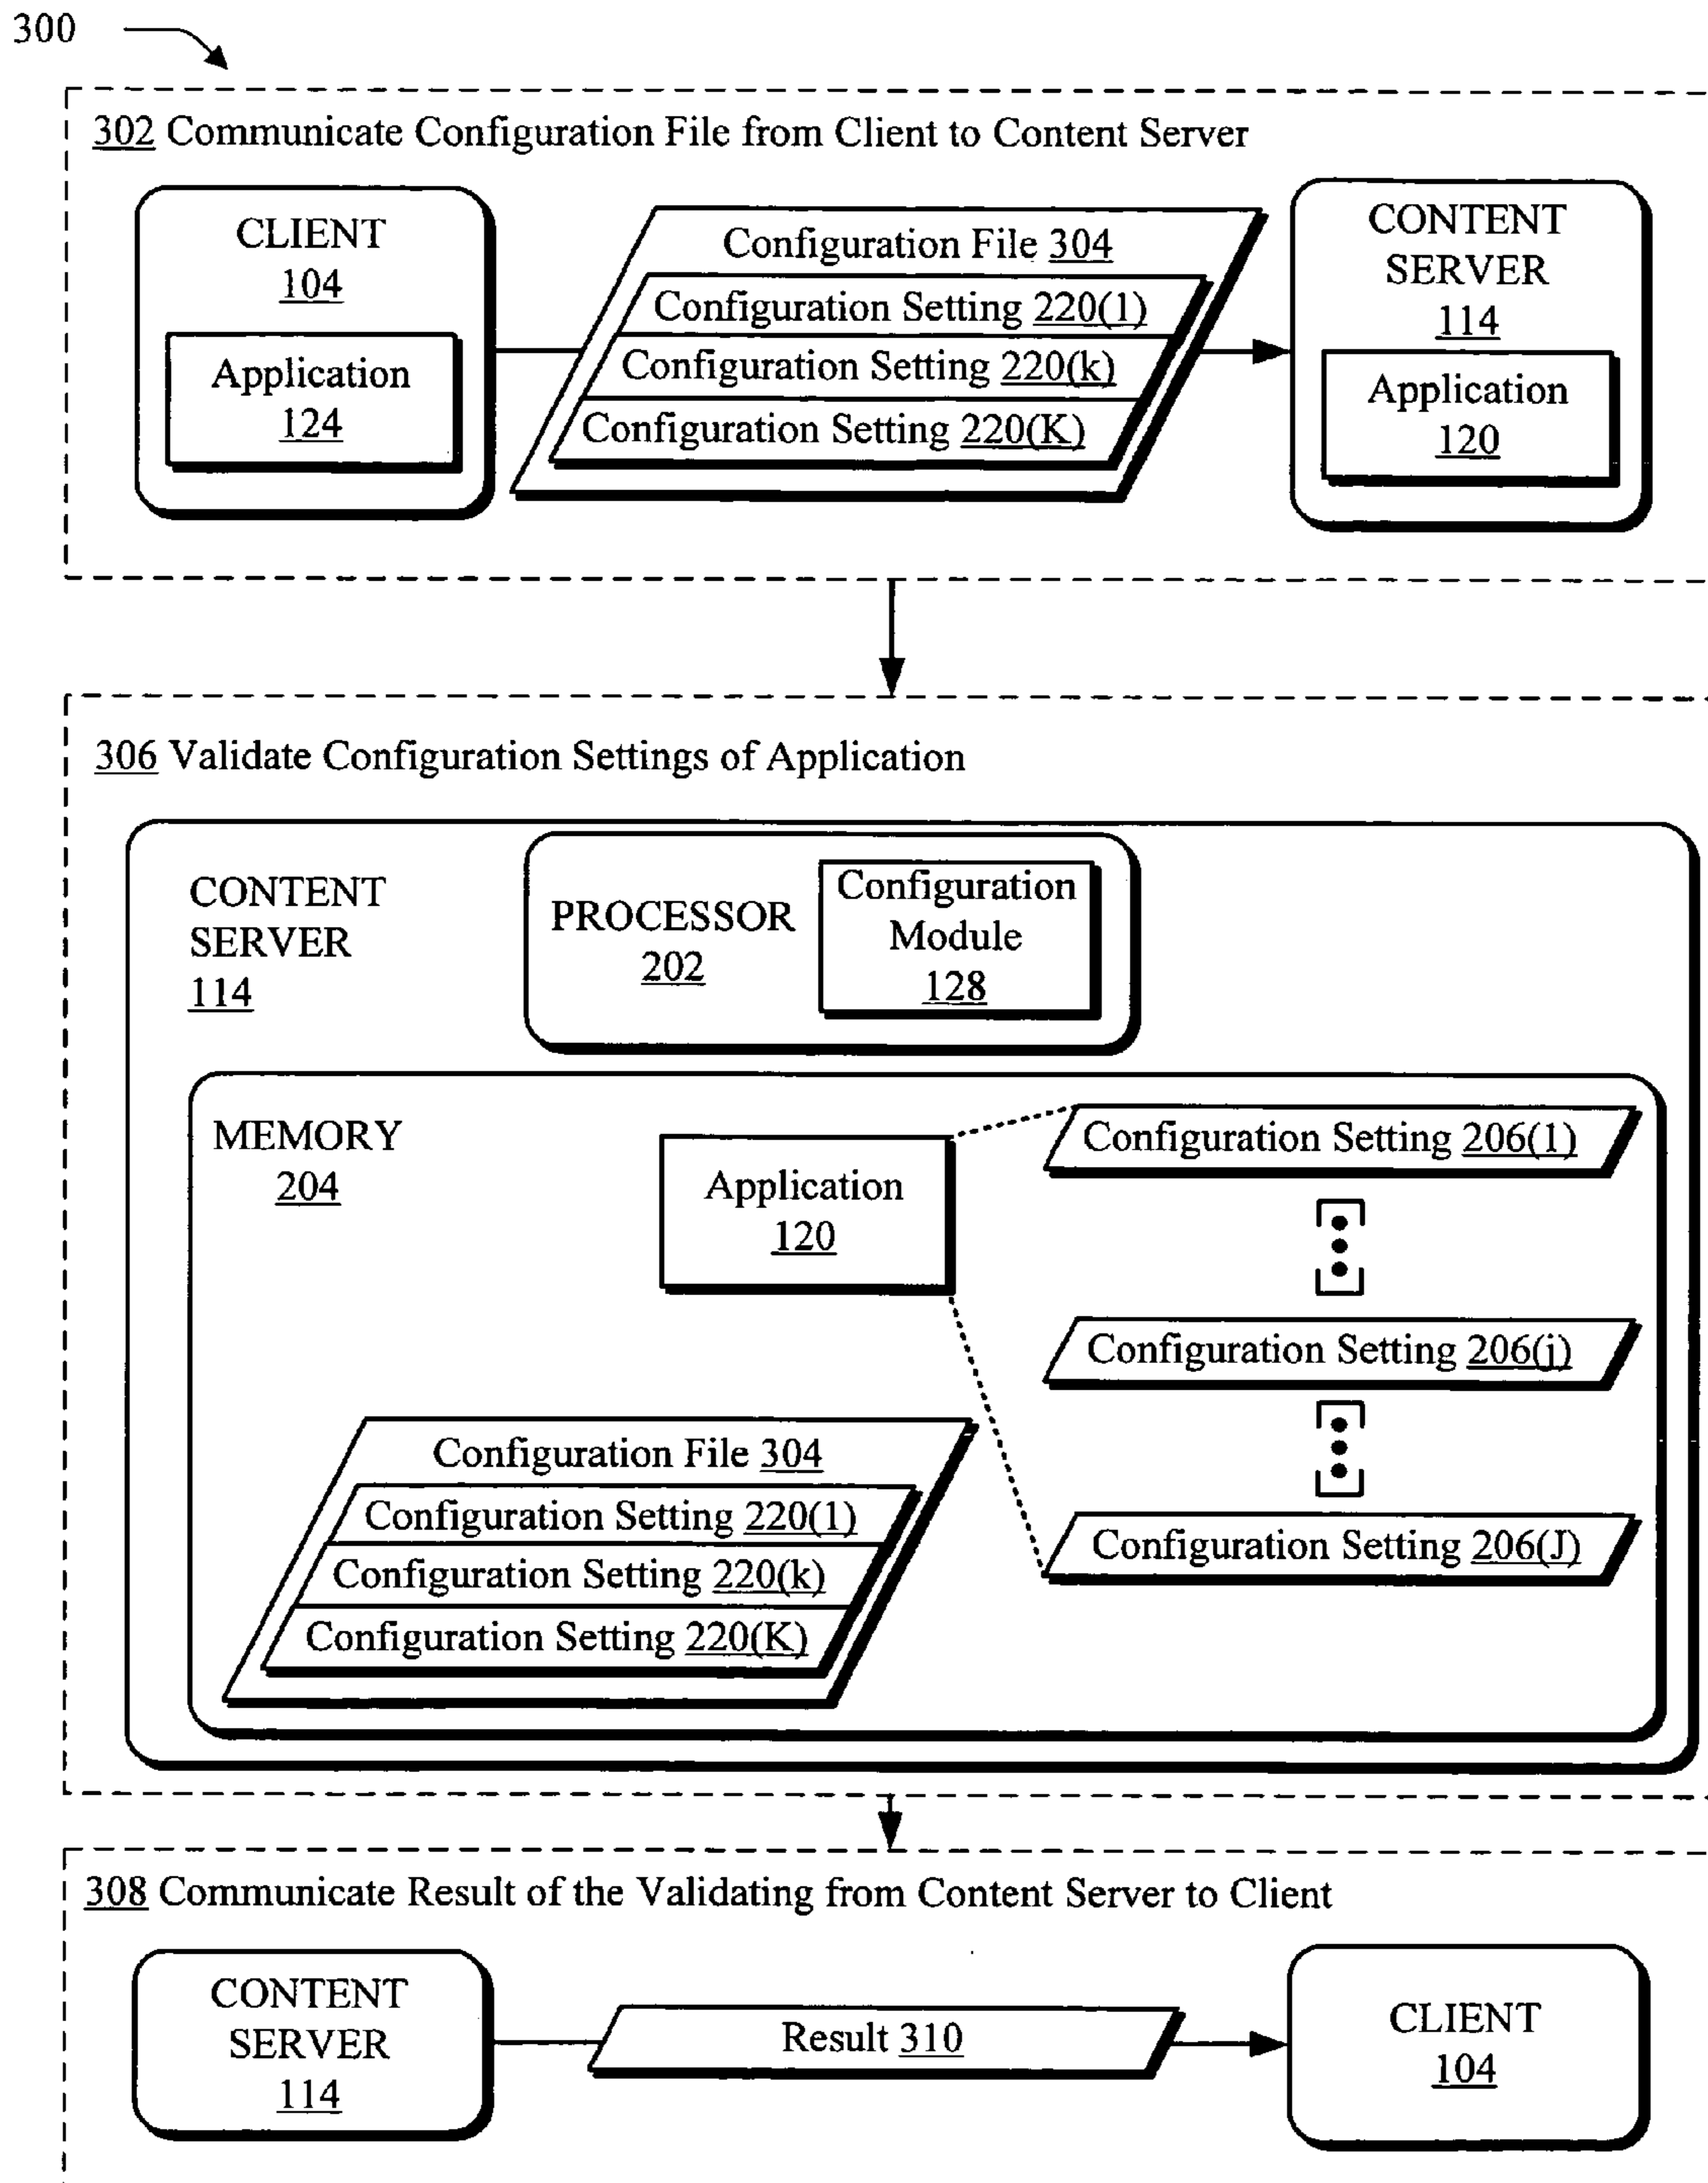 300
302 Communicate Configuration File from Client to Content Server
CLIENT
104
Application
124
Configuration File 304
Configuration Setting 220(1)
Configuration Setting 220(k)
Configuration Setting 220(K)
CONTENT
SERVER
114
Application
120
306 Validate Configuration Settings of Application
CONTENT
SERVER
114
PROCESSOR
202
Configuration
Module
128
MEMORY
204
Application
120
Configuration Setting 206(1)
Configuration Setting 206(j)
Configuration Setting 206(J)
Configuration File 304
Configuration Setting 220(1)
Configuration Setting 220(k)
Configuration Setting 220(K)
308 Communicate Result of the Validating from Content Server to Client
CONTENT
SERVER
114
Result 310
CLIENT
104